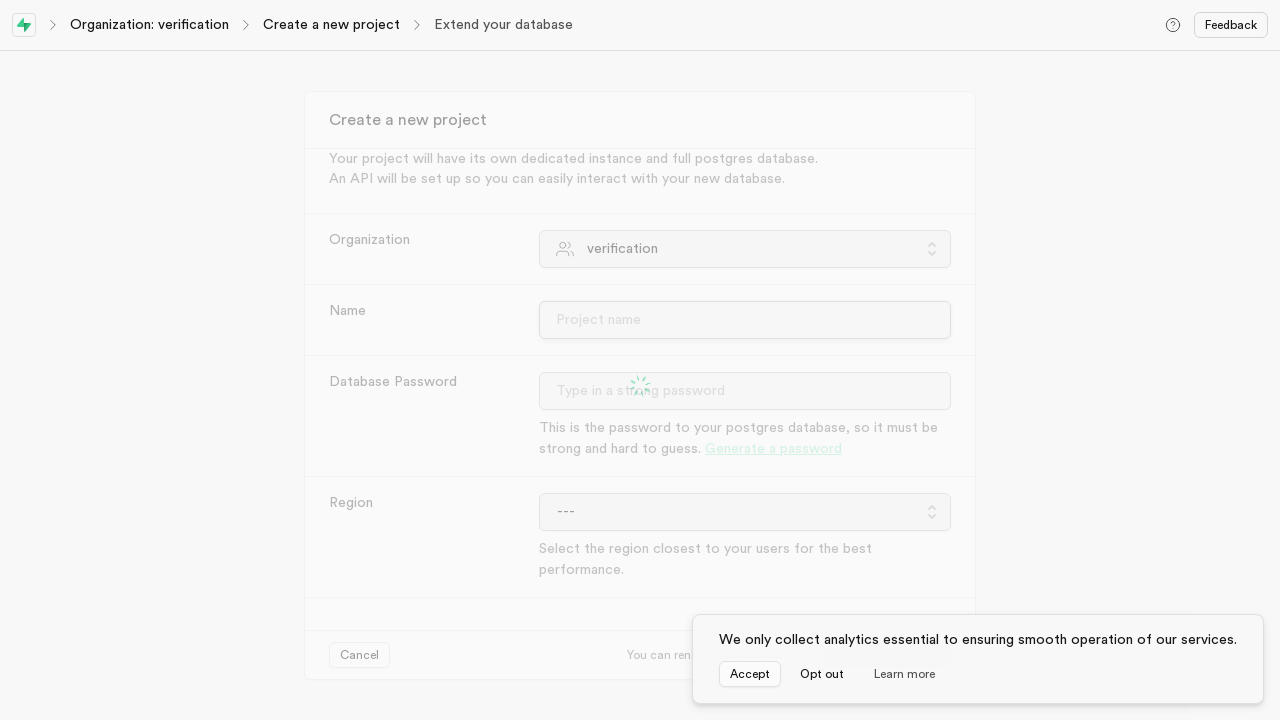 Organization: verification
Create a new project
Extend your database
Feedback
Create a new project
Your project will have its own dedicated instance and full postgres database.
An API will be set up so you can easily interact with your new database.
Organization
verification
Name
Project name
Database Password
Type in a strong password
This is the password to your postgres database, so it must be
strong and hard to guess. Generate a password
Region
---
Select the region closest to your users for the best
performance.
Cancel
You can ren
We only collect analytics essential to ensuring smooth operation of our services.
Accept
Opt out
Learn more